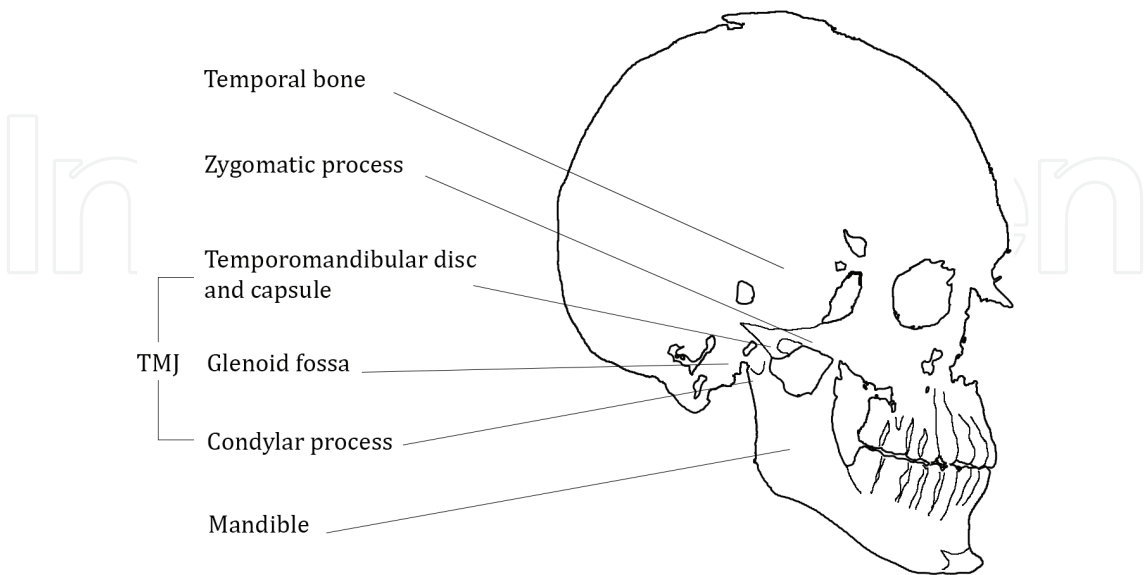 Temporal bone
Zygomatic process
Temporomandibular disc
and capsule
TMJ
Glenoid fossa
Condylar process
Mandible